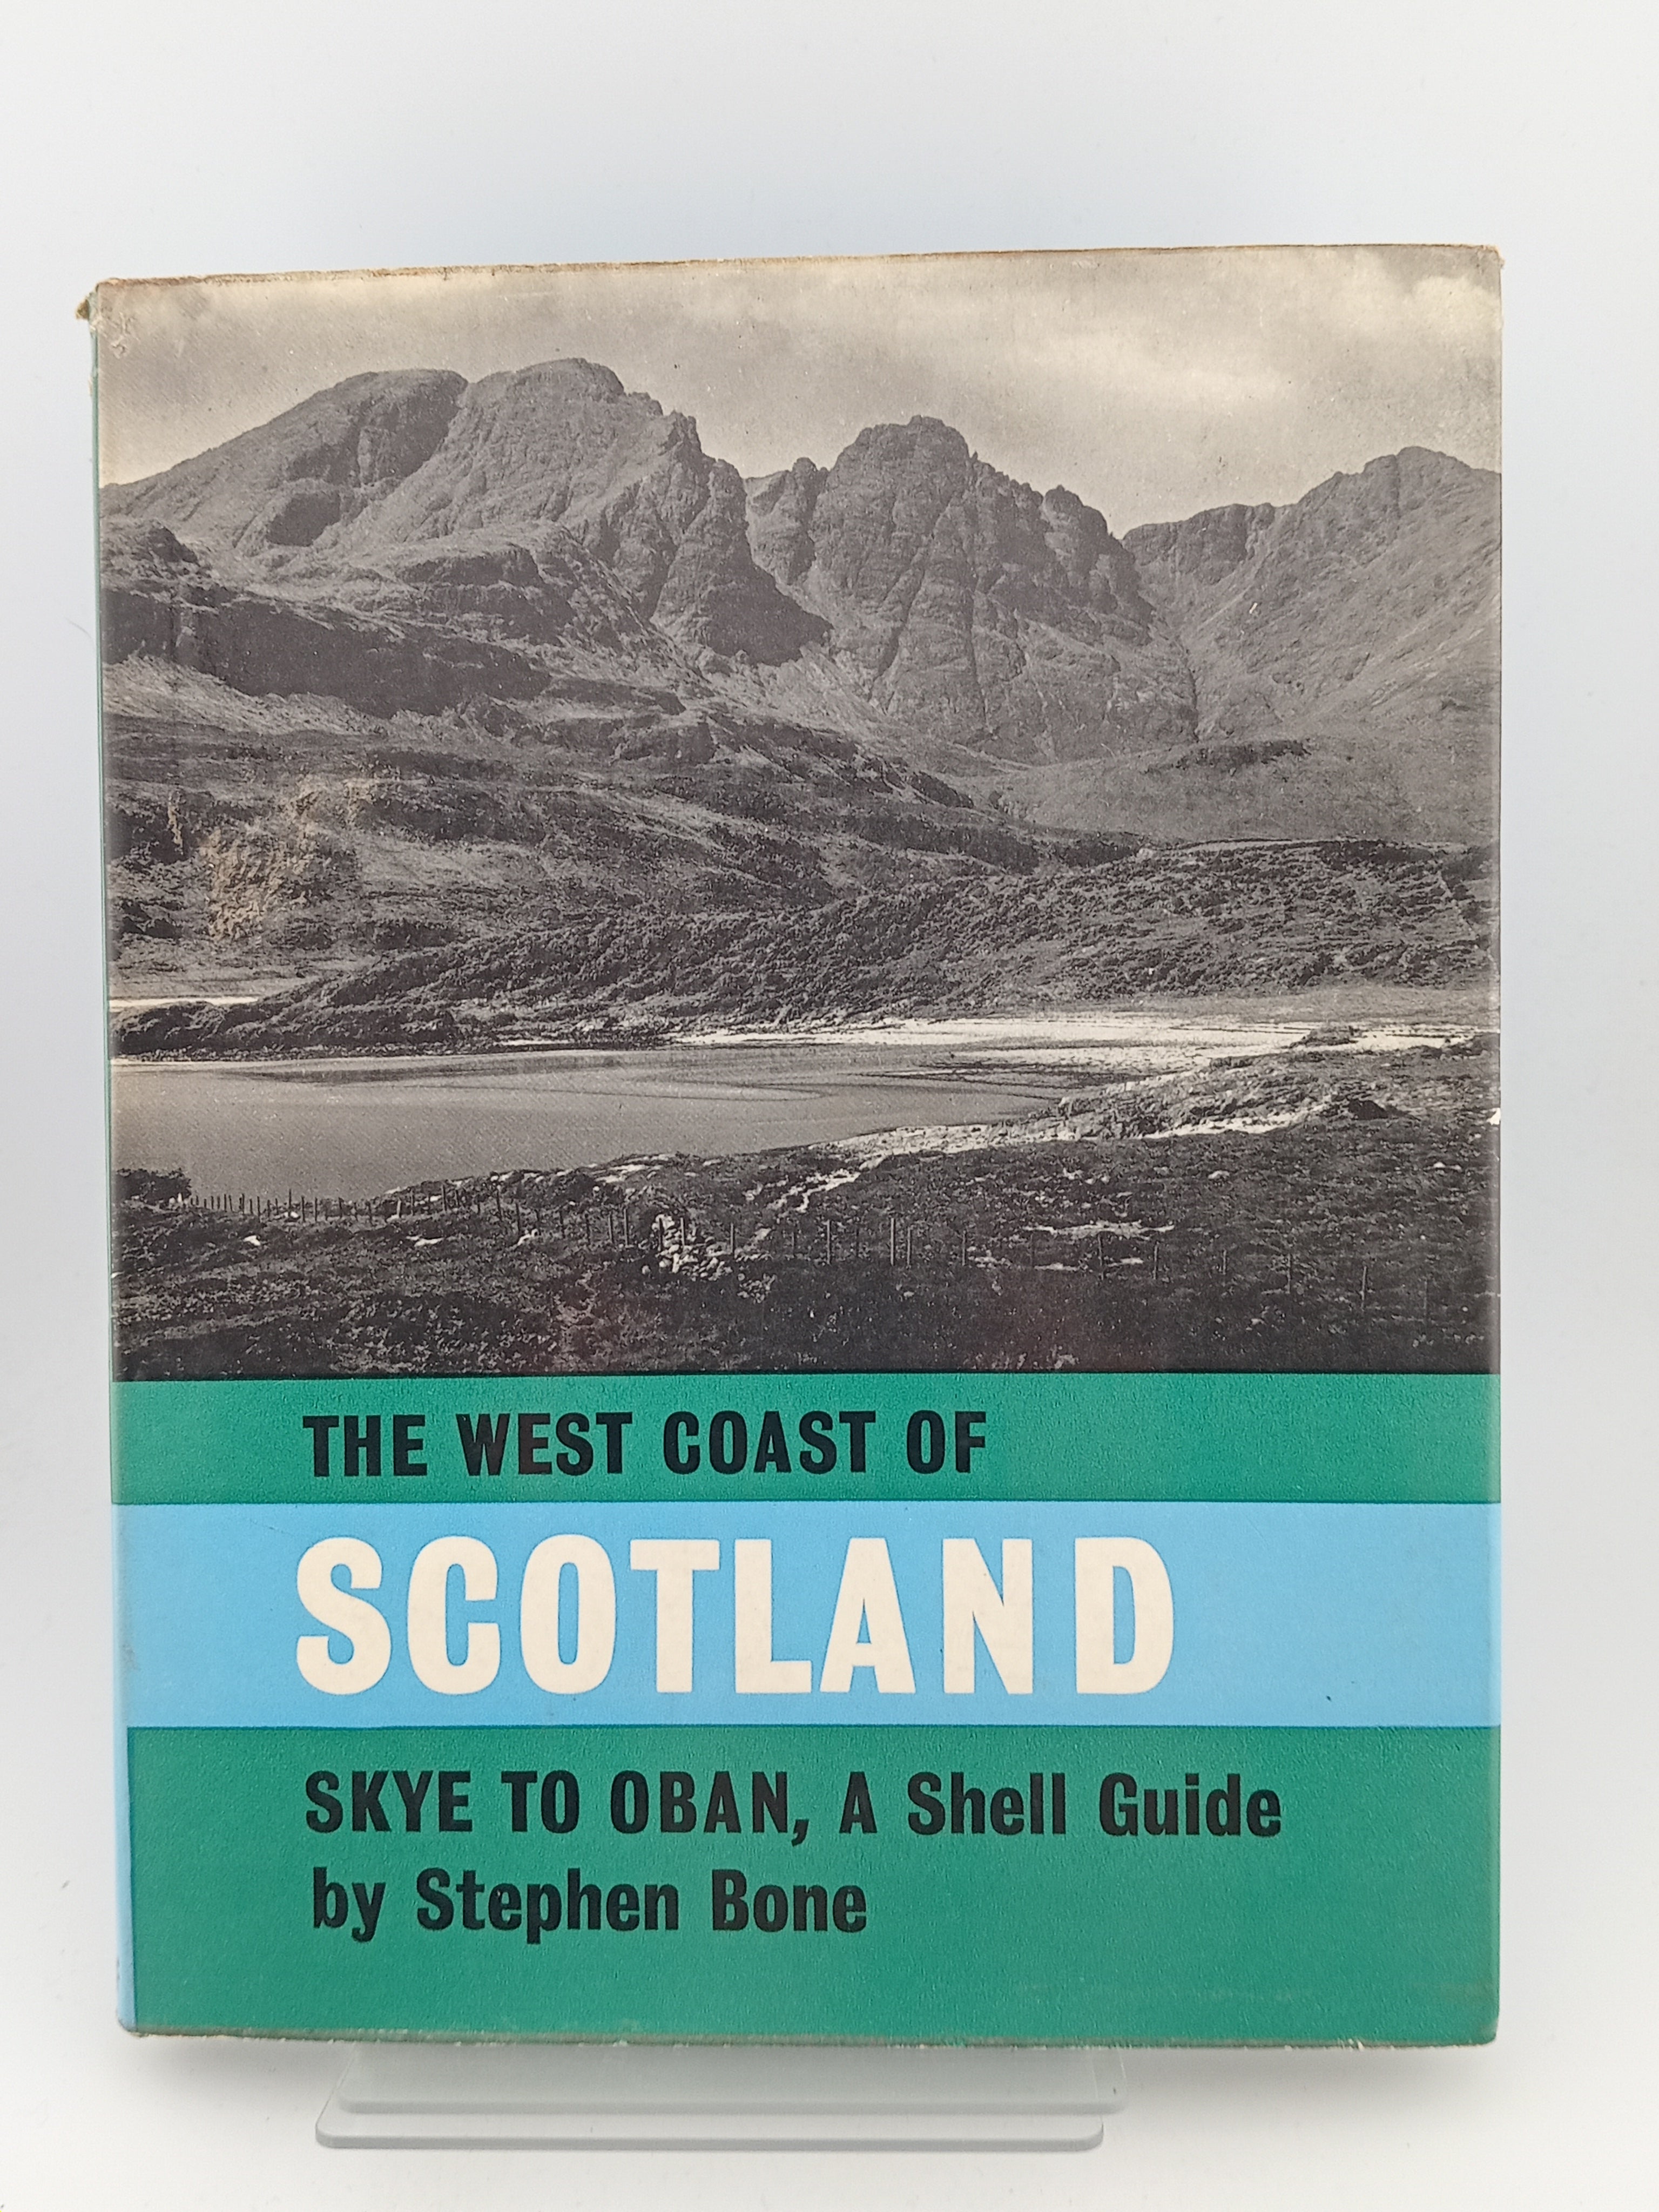 THE WEST COAST OF
SCOTLAND
SKYE TO OBAN, A Shell Guide
by Stephen Bone